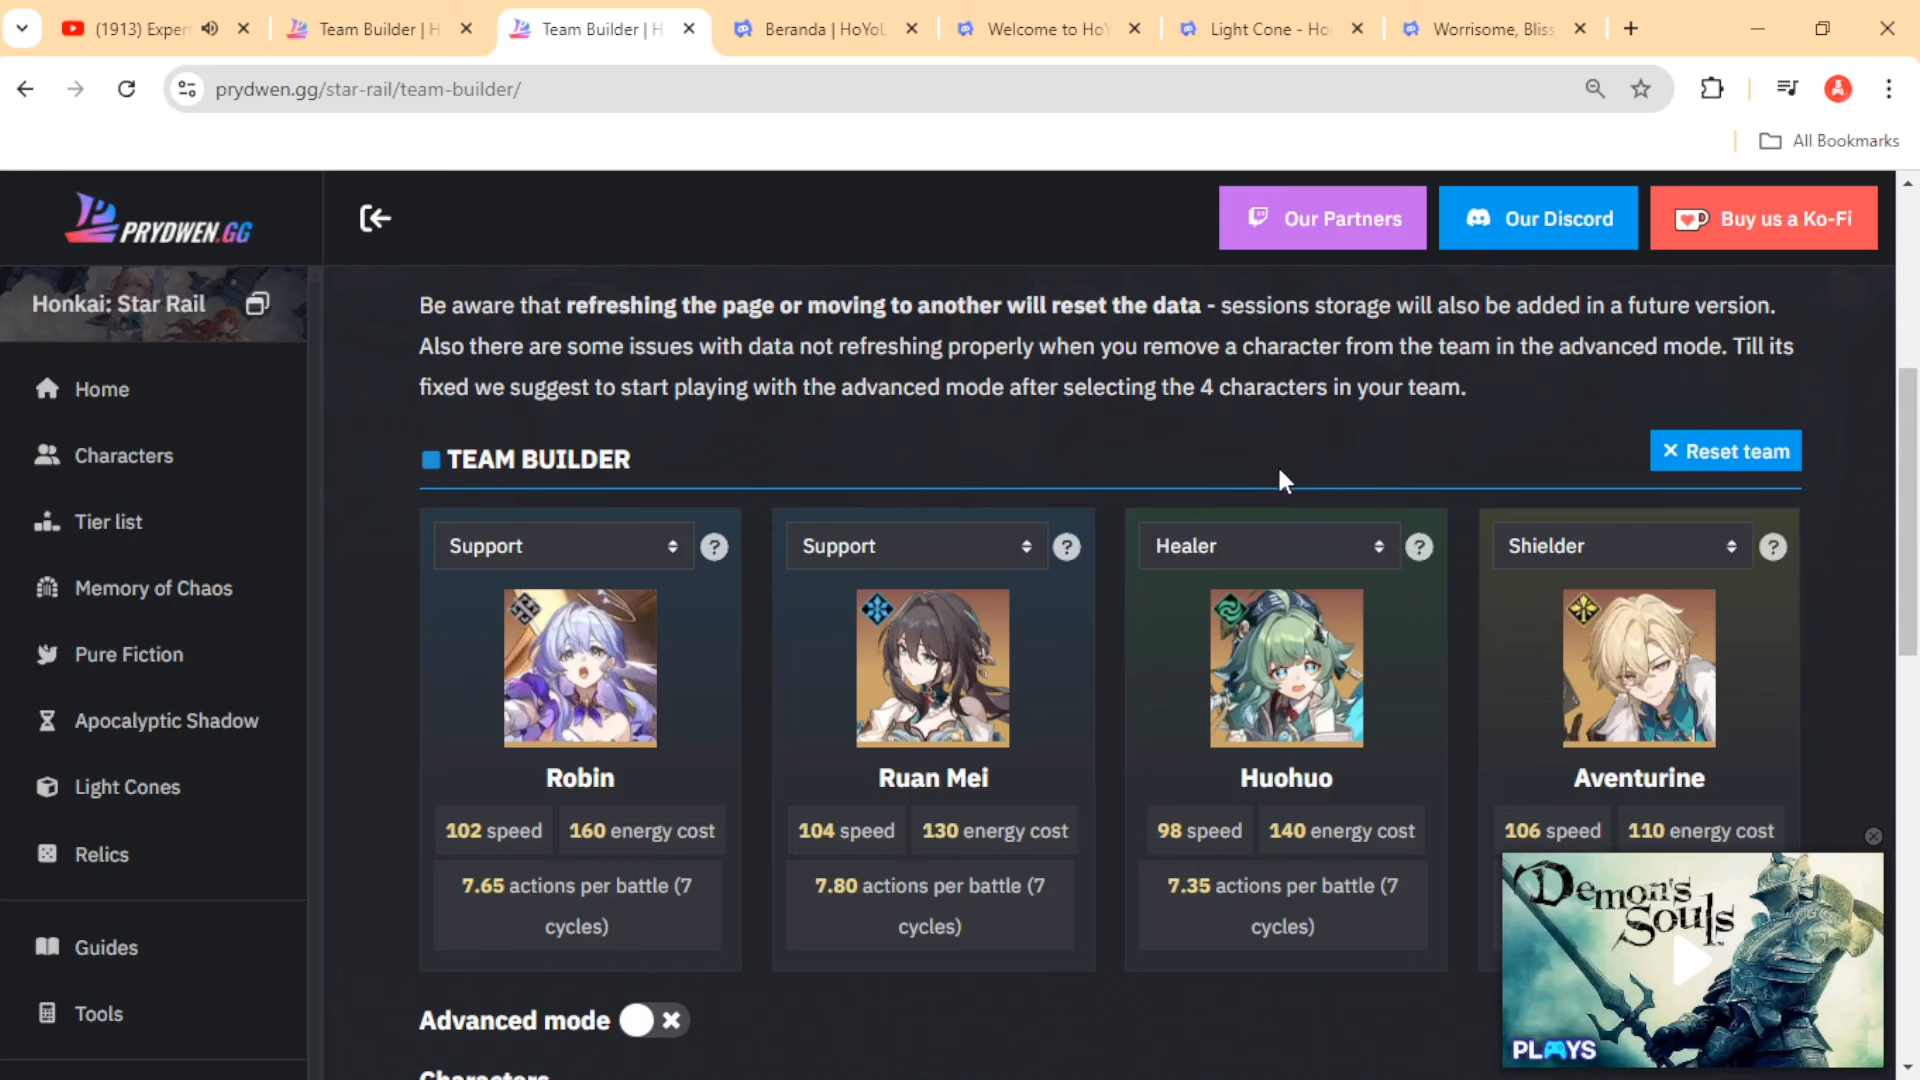 (1913) Exper
Team Builder | H
Team Builder | H
Beranda | HoYoL
Welcome to HoY
Light Cone - Ho
Worrisome, Bliss
prydwen.gg/star-rail/team-builder/
All Bookmarks
PRYDWEN.GG
Our Partners
Our Discord
Buy us a Ko-Fi
Honkai: Star Rail
Home
Characters
Tier list
Memory of Chaos
Pure Fiction
Apocalyptic Shadow
Light Cones
Relics
Guides
Tools
Be aware that refreshing the page or moving to another will reset the data - sessions storage will also be added in a future version.
Also there are some issues with data not refreshing properly when you remove a character from the team in the advanced mode. Till its
fixed we suggest to start playing with the advanced mode after selecting the 4 characters in your team.
TEAM BUILDER
Reset team
Support
Robin
102 speed
160 energy cost
7.65 actions per battle (7
cycles)
Support
Ruan Mei
104 speed
130 energy cost
7.80 actions per battle (7
cycles)
Healer
Huohuo
98 speed
140 energy cost
7.35 actions per battle (7
cycles)
Shielder
Aventurine
106 speed
110 energy cost
Demon's
Souls
PLAYS
Advanced mode
Characters